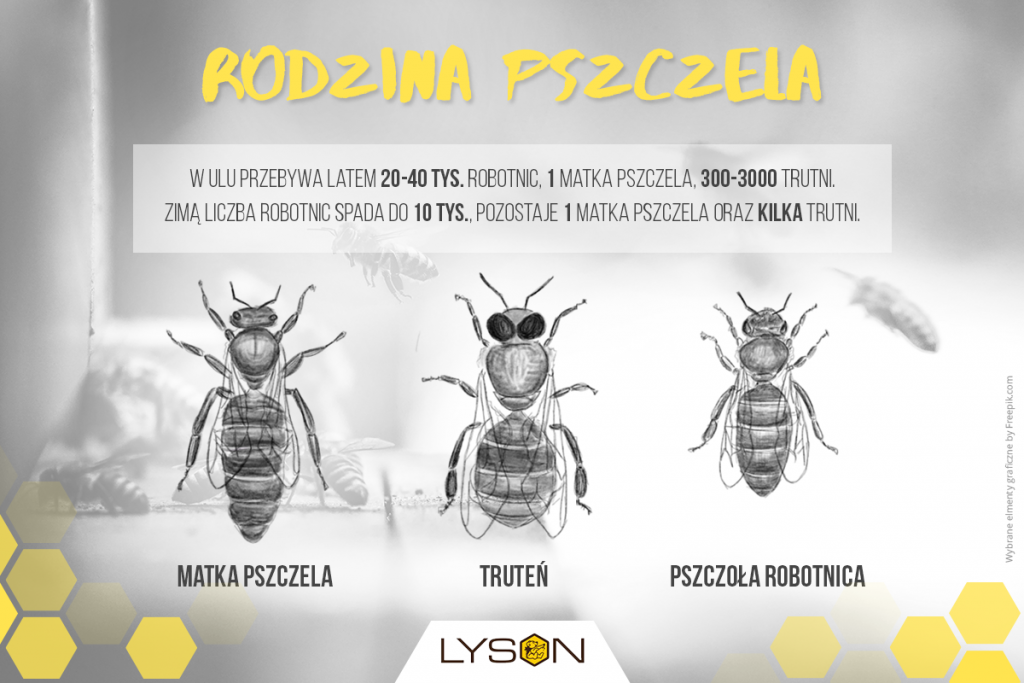 RODZINA PSZCZELA
W ULU PRZEBYWA LATEM 20-40 TYS. ROBOTNIC, 1 MATKA PSZCZELA, 300-3000 TRUTNI.
ZIMĄ LICZBA ROBOTNIC SPADA DO 10 TYS., POZOSTAJE 1 MATKA PSZCZELA ORAZ KILKA TRUTNI.
MATKA PSZCZELA
TRUTEŃ
PSZCZOŁA ROBOTNICA
LYSON
Wybrane elmenty graficzne by Freepik.com